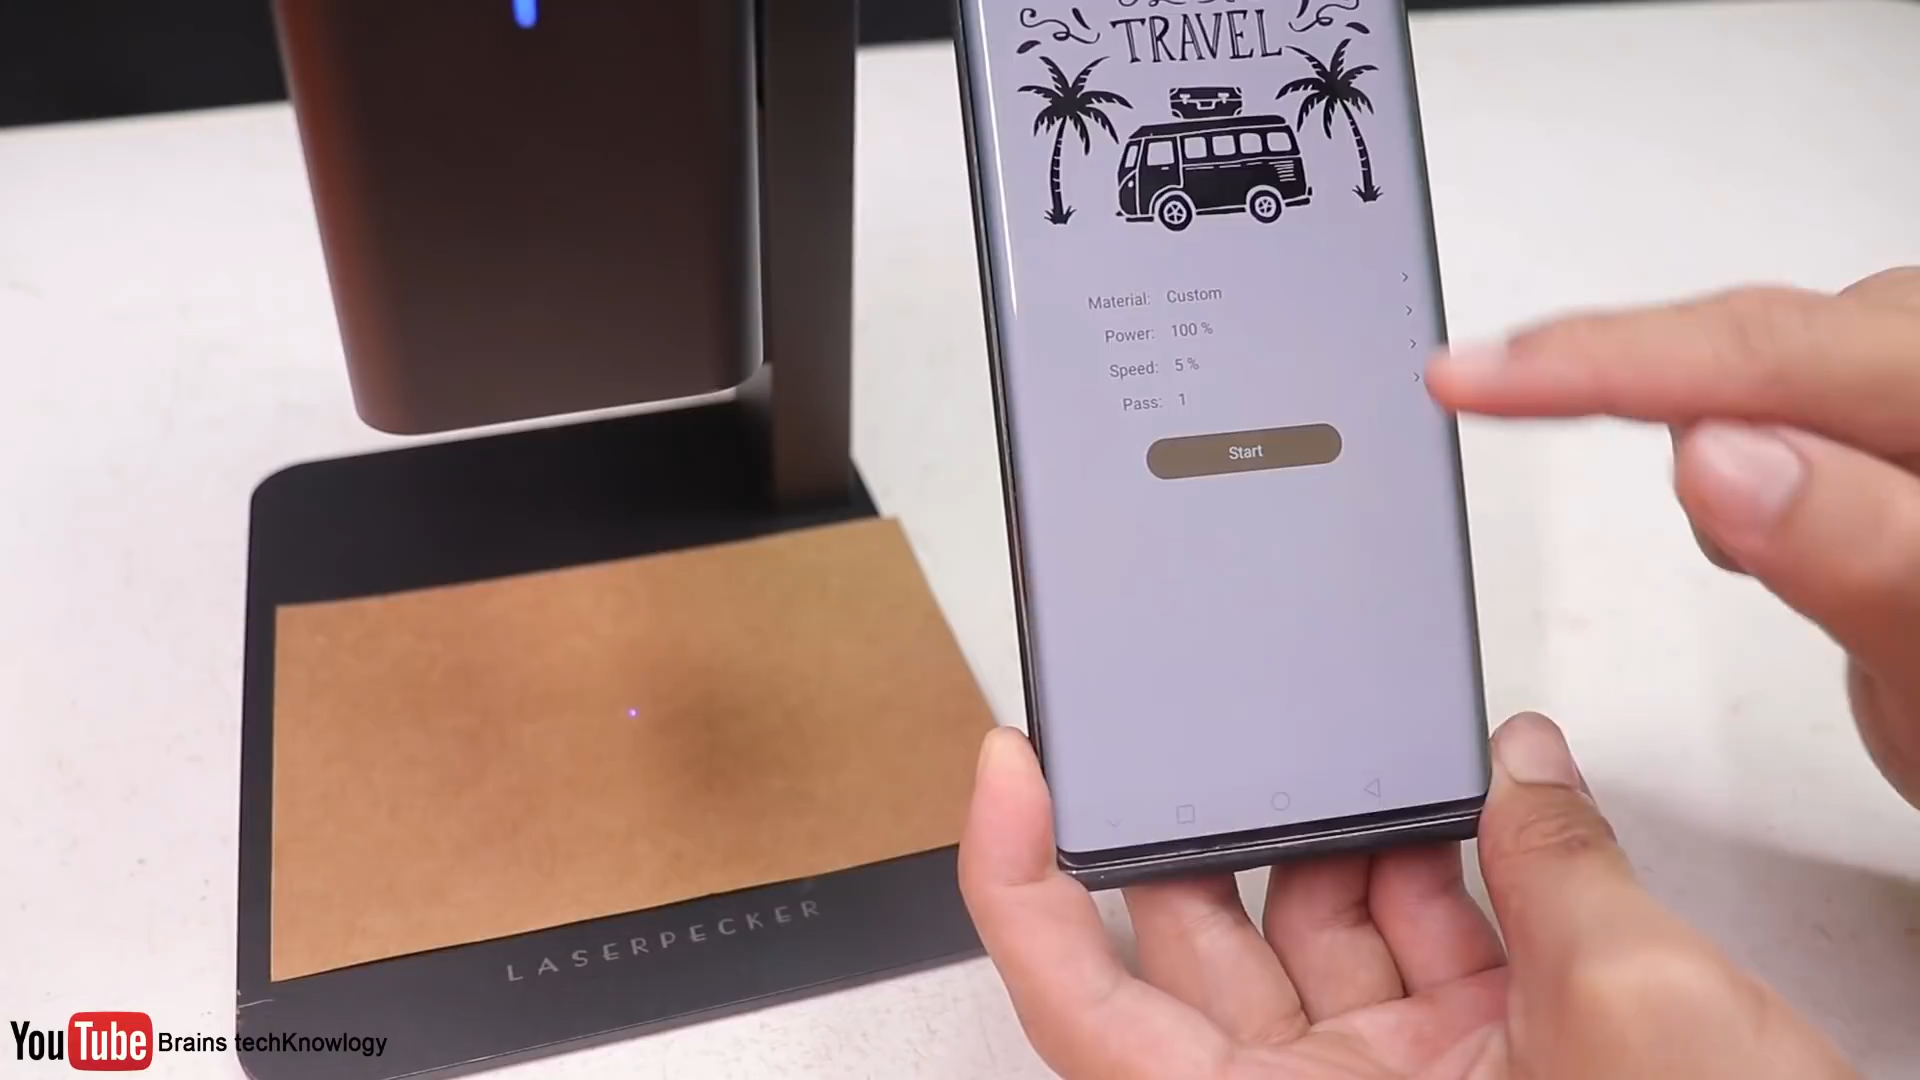 TRAVEL
Material: Custom
Power: 100 %
Speed: 5 %
Pass: 1
Start
LASERPECKER
YouTube Brains techKnowlogy